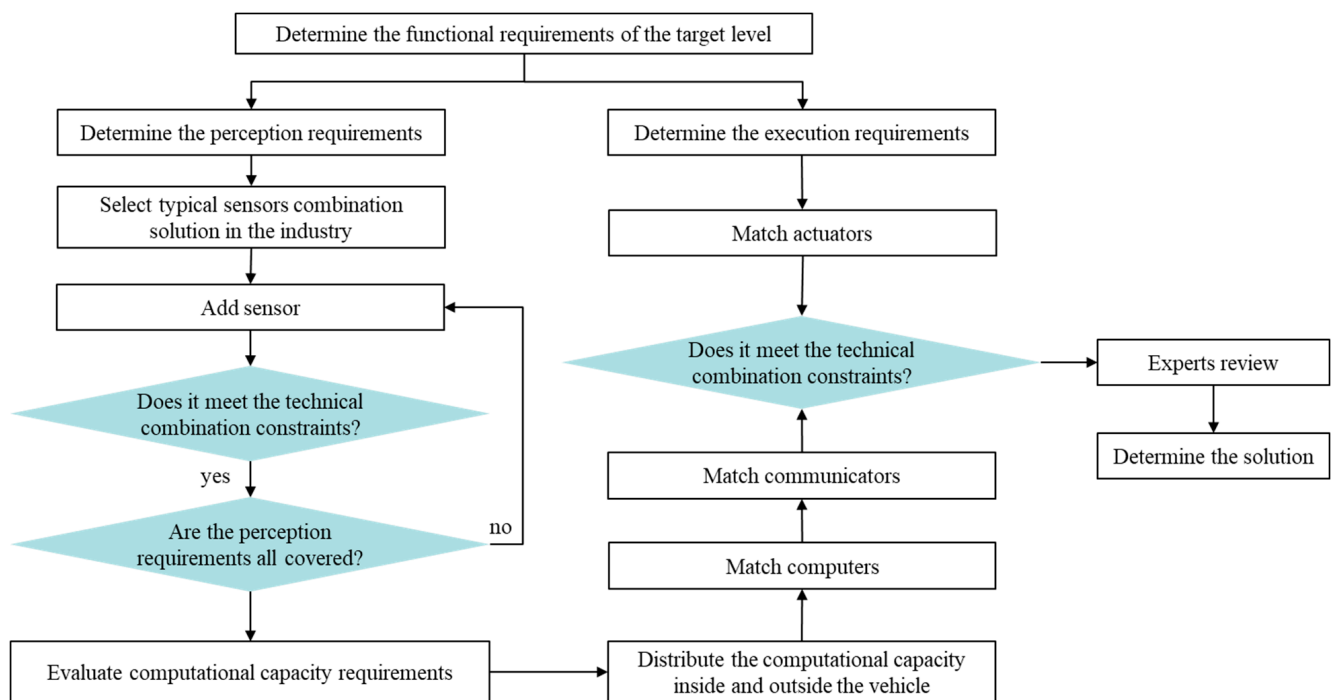 Determine the functional requirements of the target level
Determine the perception requirements
Select typical sensors combination
solution in the industry
Add sensor
Does it meet the technical
combination constraints?
yes
Are the perception
requirements all covered?
no
Evaluate computational capacity requirements
Determine the execution requirements
Match actuators
Does it meet the technical
combination constraints?
Match communicators
Match computers
Distribute the computational capacity
inside and outside the vehicle
Experts review
Determine the solution